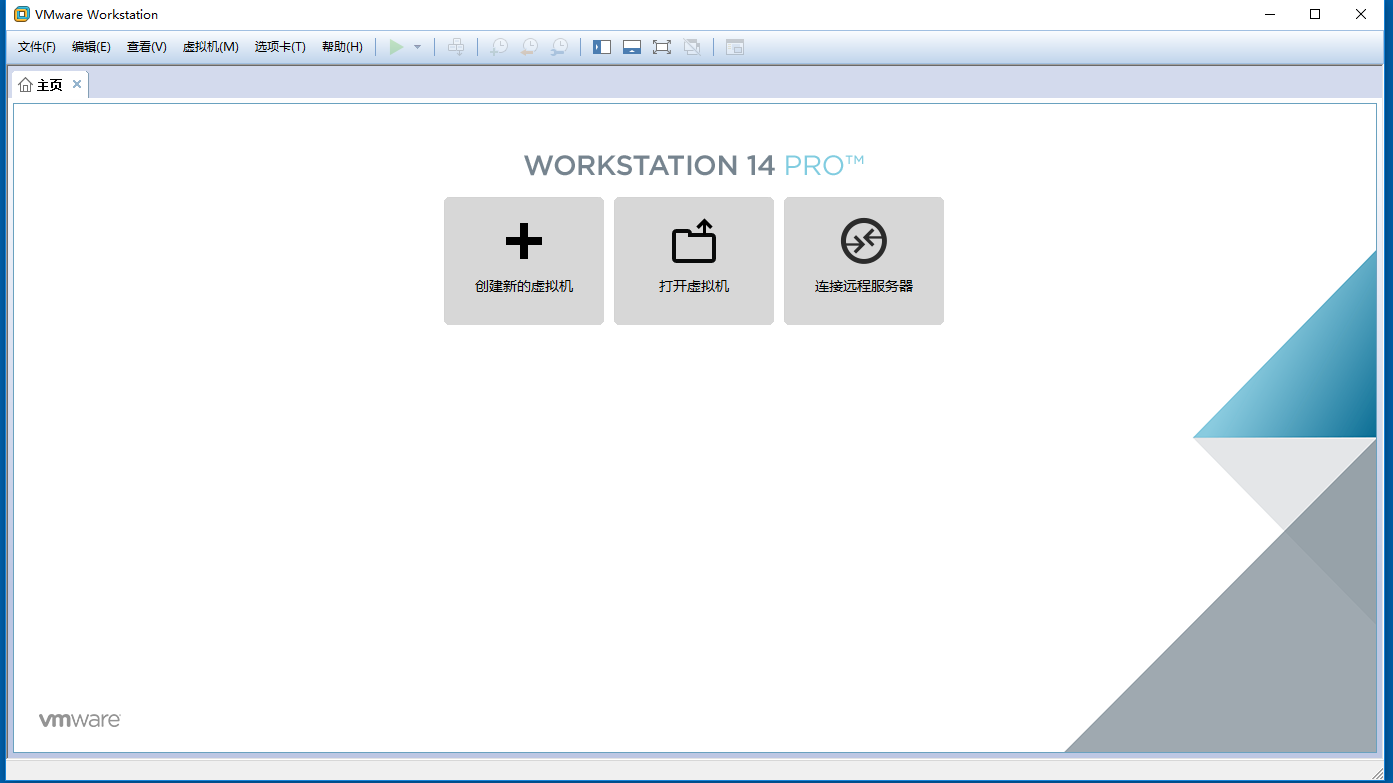 VMware Workstation
文件(F) 编辑(E) 查看(V) 虚拟机(M) 选项卡(T) 帮助(H)
主页
WORKSTATION 14 PRO™
创建新的虚拟机 打开虚拟机 连接远程服务器
vmware